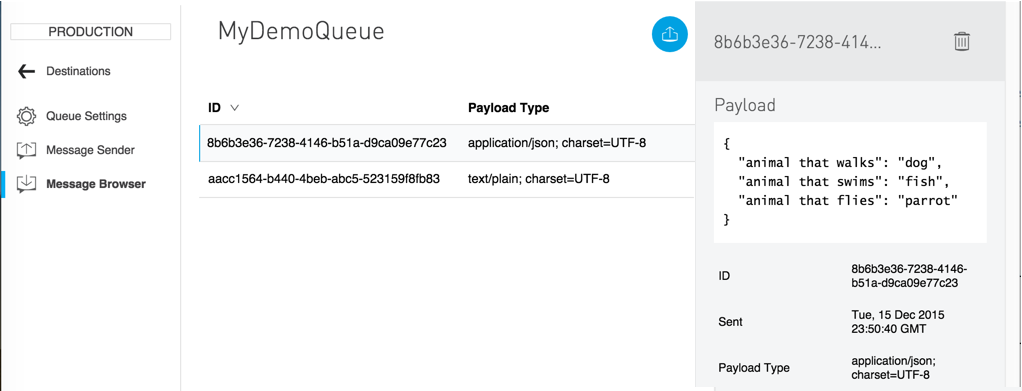 PRODUCTION
Destinations
Queue Settings
Message Sender
Message Browser
MyDemoQueue
ID
Payload Type
8b6b3e36-7238-4146-b51a-d9ca09e77c23
application/json; charset=UTF-8
aacc1564-b440-4beb-abc5-523159f8fb83
text/plain; charset=UTF-8
8b6b3e36-7238-414...
Payload
{
"animal that walks": "dog",
"animal that swims": "fish",
"animal that flies": "parrot"
}
ID
8b6b3e36-7238-4146-
b51a-d9ca09e77c23
Sent
Tue, 15 Dec 2015
23:50:40 GMT
Payload Type
application/json;
charset=UTF-8